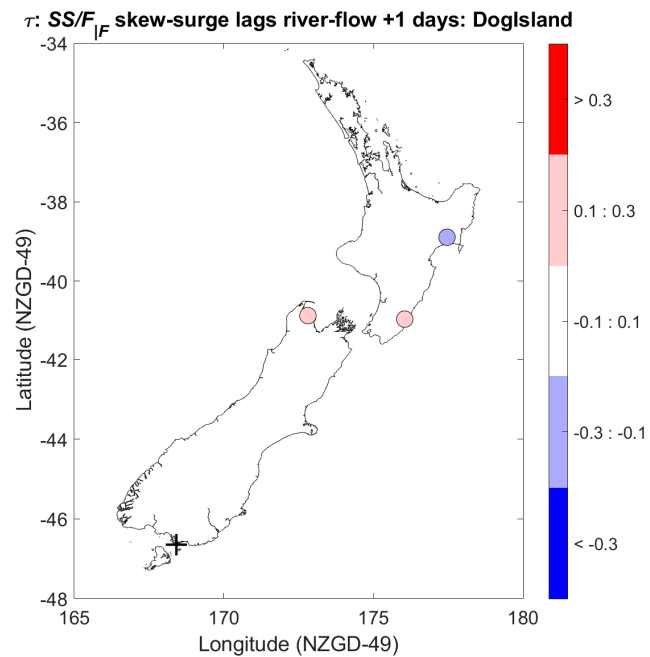 τ: SS/F|F skew-surge lags river-flow +1 days: DogIsland
-34
-36
-38
-40
-42
-44
-46
-48
Latitude (NZGD-49)
165
170
175
180
Longitude (NZGD-49)
> 0.3
0.1 : 0.3
-0.1 : 0.1
-0.3 : -0.1
< -0.3